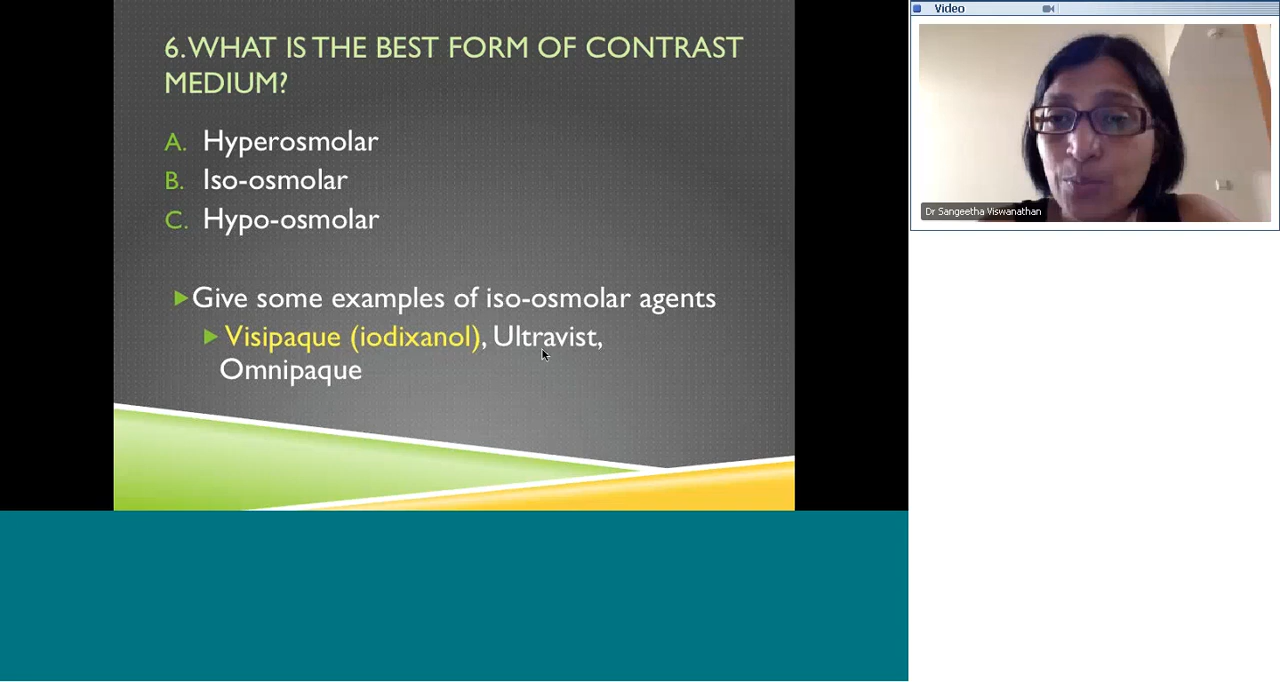 6. WHAT IS THE BEST FORM OF CONTRAST
MEDIUM?
A. Hyperosmolar
B. Iso-osmolar
C. Hypo-osmolar
Give some examples of iso-osmolar agents
Visipaque (iodixanol), Ultravist,
Omnipaque
Video
Dr Sangeetha Viswanathan